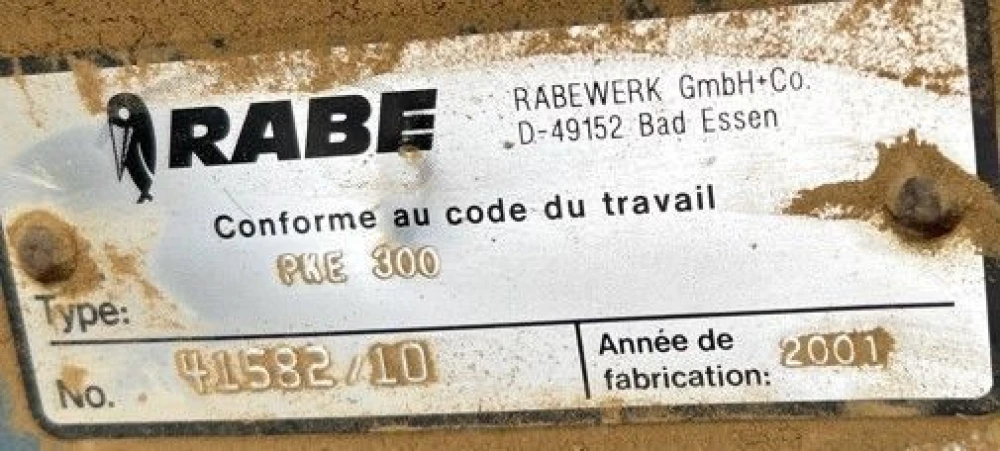 RABE
RABEWERK GmbH+Co.
D-49152 Bad Essen
Conforme au code du travail
PKE 300
Type:
No. 41582/10
Année de
fabrication: 2001